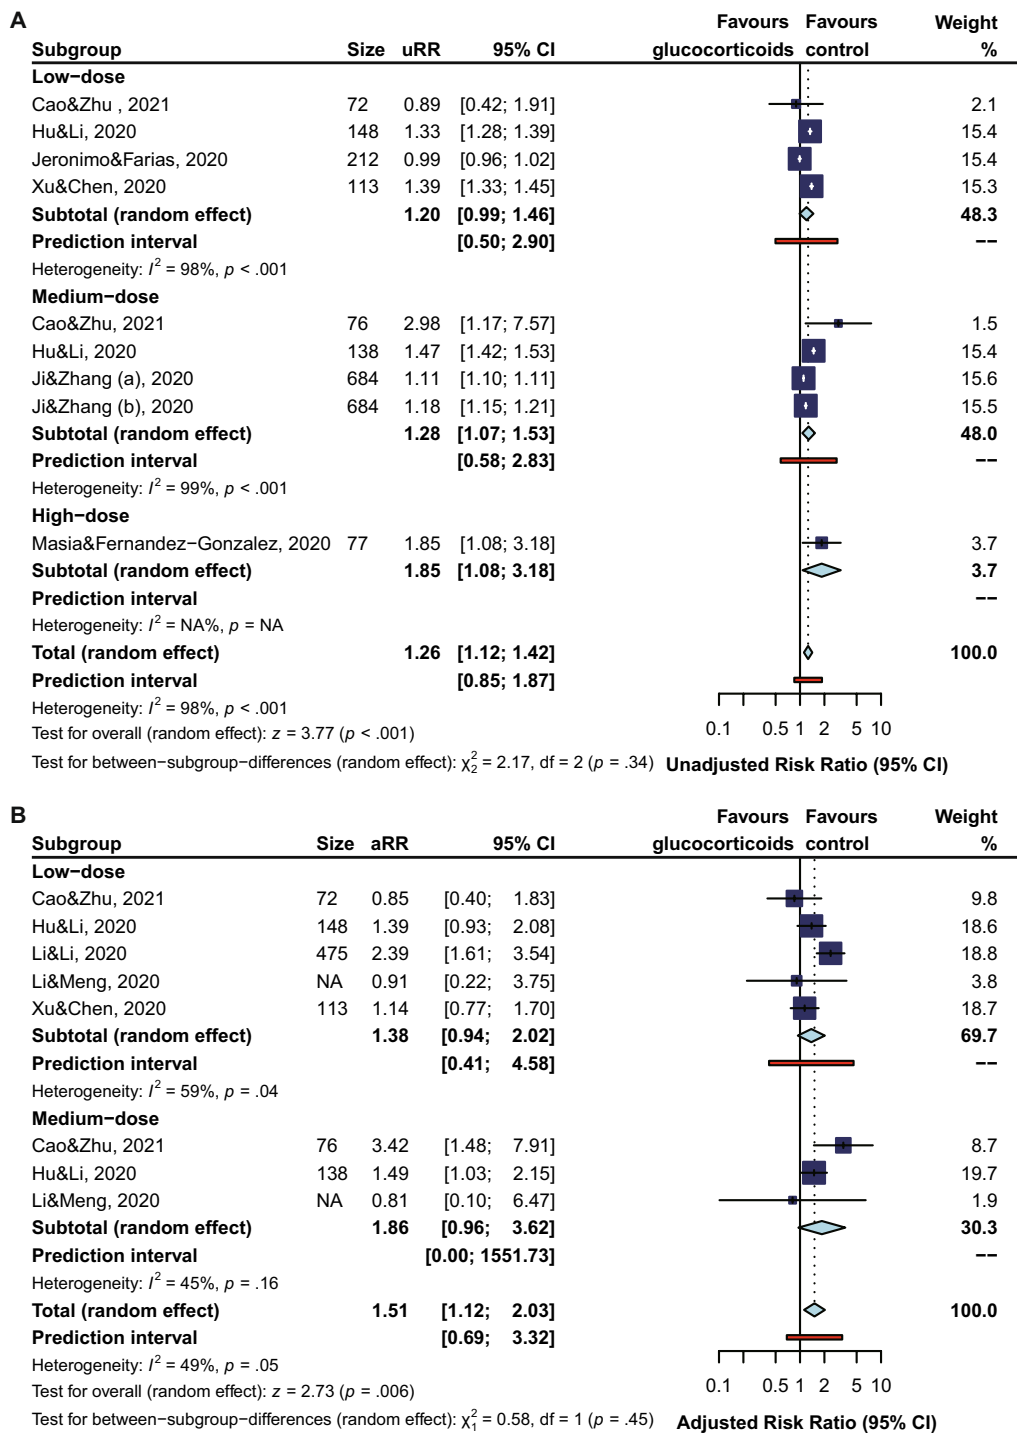 A
Favours Favours Weight
Subgroup Size uRR 95% CI glucocorticoids control %
Low−dose
Cao&Zhu , 2021 72 0.89 [0.42; 1.91] 2.1
Hu&Li, 2020 148 1.33 [1.28; 1.39] 15.4
Jeronimo&Farias, 2020 212 0.99 [0.96; 1.02] 15.4
Xu&Chen, 2020 113 1.39 [1.33; 1.45] 15.3
Subtotal (random effect) 1.20 [0.99; 1.46] 48.3
Prediction interval [0.50; 2.90] −−
Heterogeneity: I² = 98%, p < .001
Medium−dose
Cao&Zhu, 2021 76 2.98 [1.17; 7.57] 1.5
Hu&Li, 2020 138 1.47 [1.42; 1.53] 15.4
Ji&Zhang (a), 2020 684 1.11 [1.10; 1.11] 15.6
Ji&Zhang (b), 2020 684 1.18 [1.15; 1.21] 15.5
Subtotal (random effect) 1.28 [1.07; 1.53] 48.0
Prediction interval [0.58; 2.83] −−
Heterogeneity: I² = 99%, p < .001
High−dose
Masia&Fernandez−Gonzalez, 2020 77 1.85 [1.08; 3.18] 3.7
Subtotal (random effect) 1.85 [1.08; 3.18] 3.7
Prediction interval −−
Heterogeneity: I² = NA%, p = NA
Total (random effect) 1.26 [1.12; 1.42] 100.0
Prediction interval [0.85; 1.87]
Heterogeneity: I² = 98%, p < .001
Test for overall (random effect): z = 3.77 (p < .001) 0.1 0.5 1 2 10
Test for between−subgroup−differences (random effect): χ²₂ = 2.17, df = 2 (p = .34) Unadjusted Risk Ratio (95% CI)
B
Favours Favours Weight
Subgroup Size aRR 95% CI glucocorticoids control %
Low−dose
Cao&Zhu, 2021 72 0.85 [0.40; 1.83] 9.8
Hu&Li, 2020 148 1.39 [0.93; 2.08] 18.6
Li&Li, 2020 475 2.39 [1.61; 3.54] 18.8
Li&Meng, 2020 NA 0.91 [0.22; 3.75] 3.8
Xu&Chen, 2020 113 1.14 [0.77; 1.70] 18.7
Subtotal (random effect) 1.38 [0.94; 2.02] 69.7
Prediction interval [0.41; 4.58] −−
Heterogeneity: I² = 59%, p = .04
Medium−dose
Cao&Zhu, 2021 76 3.42 [1.48; 7.91] 8.7
Hu&Li, 2020 138 1.49 [1.03; 2.15] 19.7
Li&Meng, 2020 NA 0.81 [0.10; 6.47] 1.9
Subtotal (random effect) 1.86 [0.96; 3.62] 30.3
Prediction interval [0.00; 1551.73] −−
Heterogeneity: I² = 45%, p = .16
Total (random effect) 1.51 [1.12; 2.03] 100.0
Prediction interval [0.69; 3.32]
Heterogeneity: I² = 49%, p = .05
Test for overall (random effect): z = 2.73 (p = .006) 0.1 0.5 1 2 10
Test for between−subgroup−differences (random effect): χ²₁ = 0.58, df = 1 (p = .45) Adjusted Risk Ratio (95% CI)